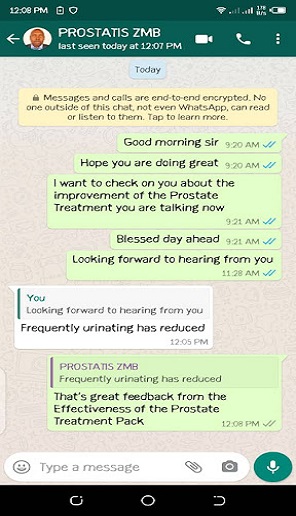 12:08 PM
178 B/s
PROSTATIS ZMB
last seen today at 12:07 PM
Today
Messages and calls are end-to-end encrypted. No
one outside of this chat, not even WhatsApp, can read
or listen to them. Tap to learn more.
Good morning sir 9:20 AM
Hope you are doing great 9:20 AM
I want to check on you about the
improvement of the Prostate
Treatment you are talking now
9:21 AM
Blessed day ahead 9:21 AM
Looking forward to hearing from you
11:28 AM
You
Looking forward to hearing from you
Frequently urinating has reduced
12:05 PM
PROSTATIS ZMB
Frequently urinating has reduced
That's great feedback from the
Effectiveness of the Prostate
Treatment Pack 12:08 PM
Type a message